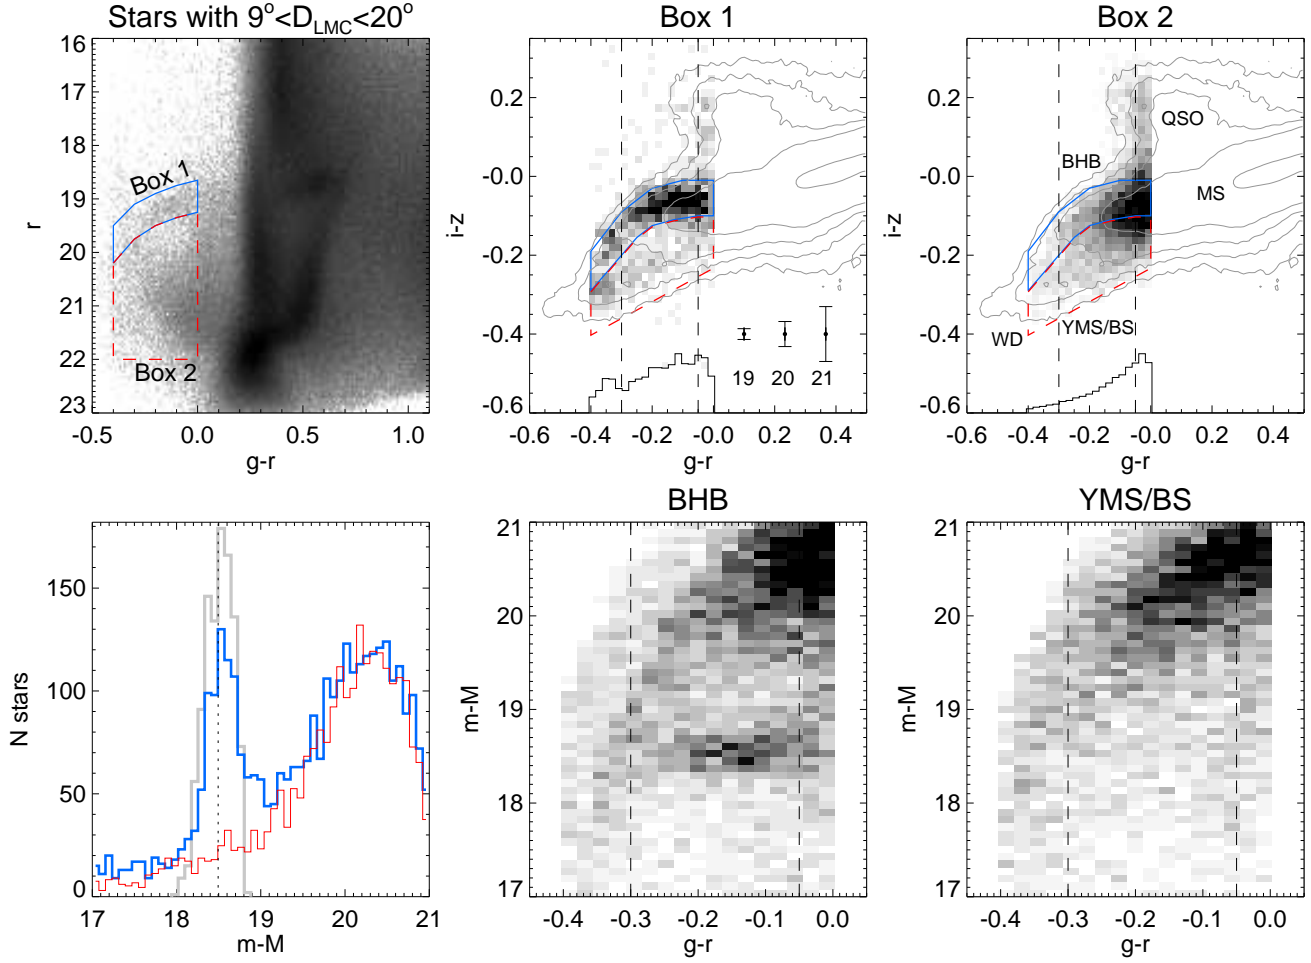 Stars with 9°<D_LMC<20°
Box 1
Box 2
16
17
18
19
20
21
22
23
r
Box 1
Box 2
-0.5
0.0
0.5
1.0
g-r
0.2
-0.0
-0.2
-0.4
-0.6
i-z
19
20
21
-0.6
-0.4
-0.2
-0.0
0.2
0.4
g-r
0.2
-0.0
-0.2
-0.4
-0.6
i-z
QSO
BHB
MS
WD
YMS/BS
-0.6
-0.4
-0.2
-0.0
0.2
0.4
g-r
BHB
YMS/BS
150
100
50
0
N stars
17
18
19
20
21
m-M
21
20
19
18
17
m-M
-0.4
-0.3
-0.2
-0.1
0.0
g-r
21
20
19
18
17
m-M
-0.4
-0.3
-0.2
-0.1
0.0
g-r